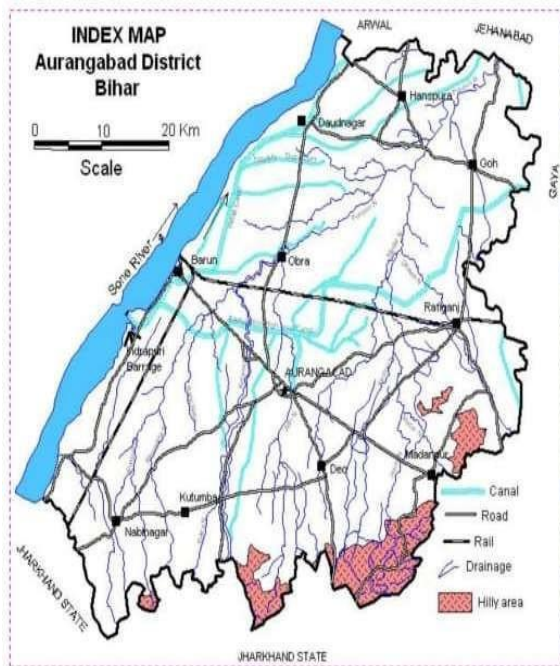 INDEX MAP
Aurangabad District
Bihar
0 10 20 Km
Scale
ARWAL
JEHANABAD
GAYA
Hanspura
Daudnagar
Goh
Sone River
Barun
Obra
Rafiganj
Indrapuri
Barrage
AURANGABAD
Madanpur
Deo
Kutumba
Nabinagar
Canal
Road
Rail
Drainage
Hilly area
JHARKHAND STATE
JHARKHAND STATE